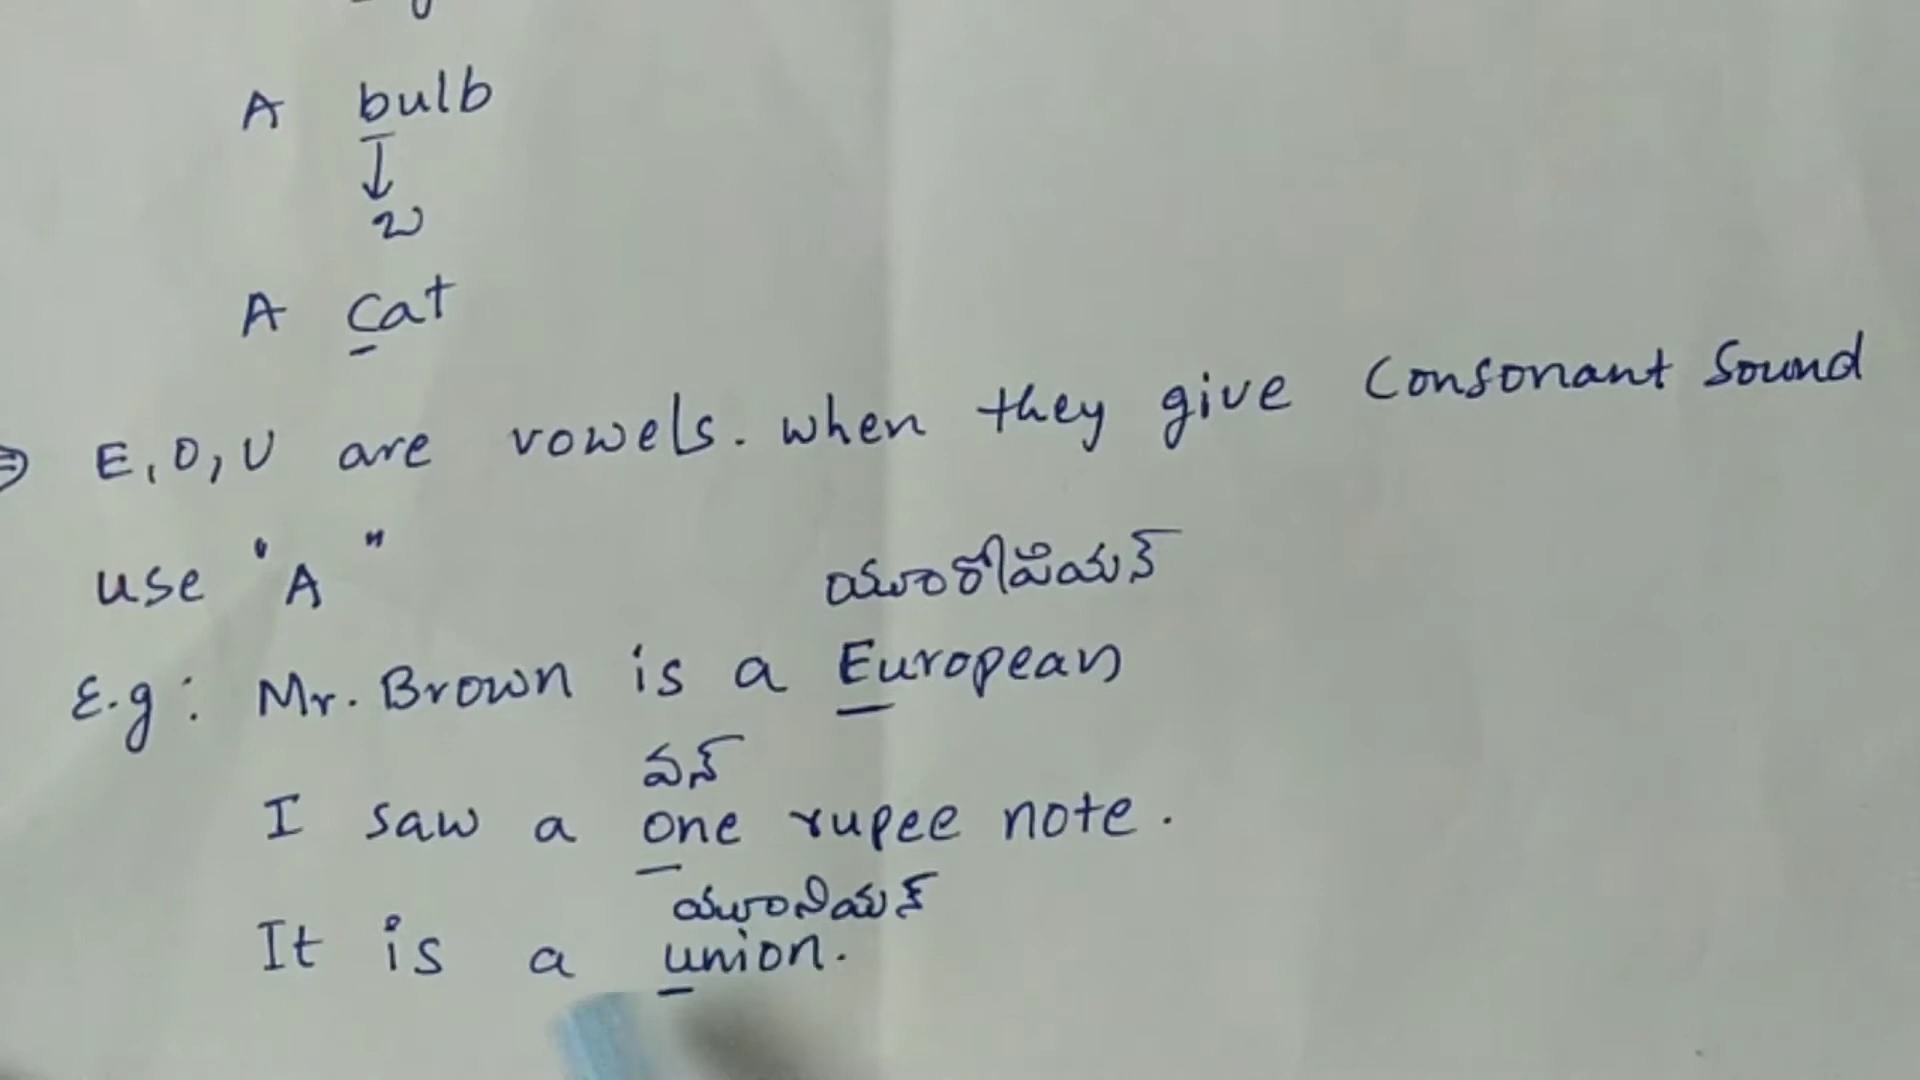 A bulb
బ
A cat
E, O, U are vowels. when they give Consonant Sound
use "A"
యూరోపియన్
E.g: Mr. Brown is a European
వన్
I saw a one rupee note.
యూనియన్
It is a union.